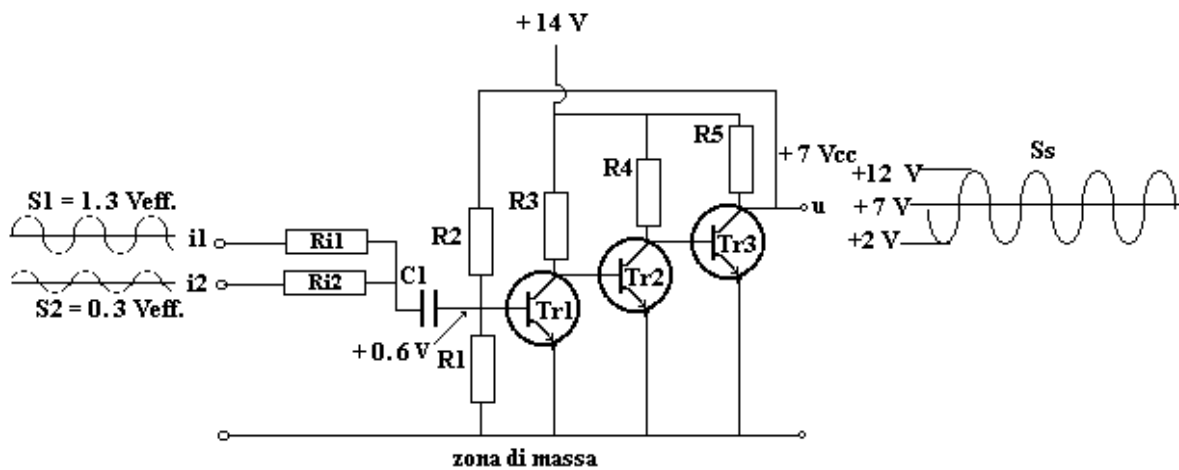 +14 V
R5
R4
+7 Vcc
Ss
+12 V
S1 = 1.3 Veff.
R3
u
+7 V
i1
Ri1
R2
Tr3
+2 V
i2
Ri2
C1
Tr2
S2 = 0.3 Veff.
Tr1
+0.6V
R1
zona di massa